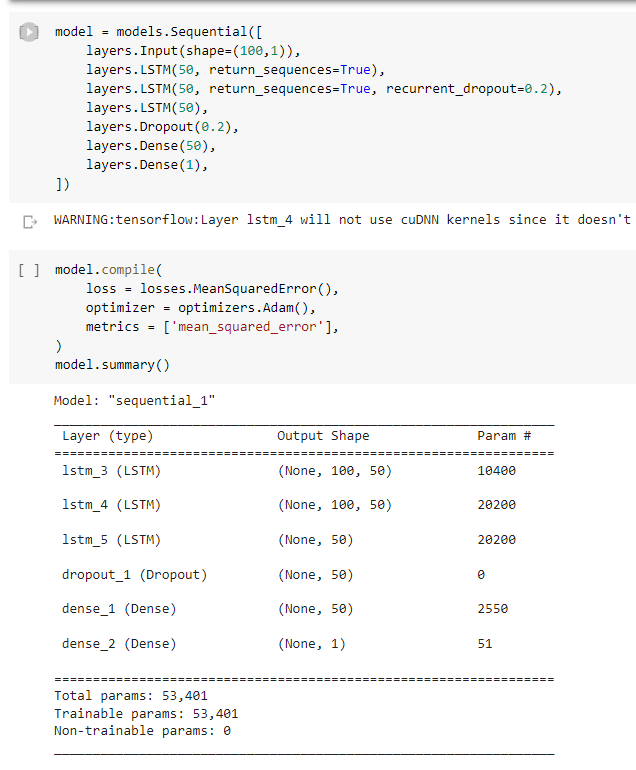 model = models.Sequential([
    layers.Input(shape=(100,1)),
    layers.LSTM(50, return_sequences=True),
    layers.LSTM(50, return_sequences=True, recurrent_dropout=0.2),
    layers.LSTM(50),
    layers.Dropout(0.2),
    layers.Dense(50),
    layers.Dense(1),
])
WARNING:tensorflow:Layer lstm_4 will not use cuDNN kernels since it doesn't
[ ] model.compile(
    loss = losses.MeanSquaredError(),
    optimizer = optimizers.Adam(),
    metrics = ['mean_squared_error'],
)
model.summary()
Model: "sequential_1"
_________________________________________________________________
Layer (type) Output Shape Param #
=================================================================
lstm_3 (LSTM) (None, 100, 50) 10400
lstm_4 (LSTM) (None, 100, 50) 20200
lstm_5 (LSTM) (None, 50) 20200
dropout_1 (Dropout) (None, 50) 0
dense_1 (Dense) (None, 50) 2550
dense_2 (Dense) (None, 1) 51
=================================================================
Total params: 53,401
Trainable params: 53,401
Non-trainable params: 0
_________________________________________________________________